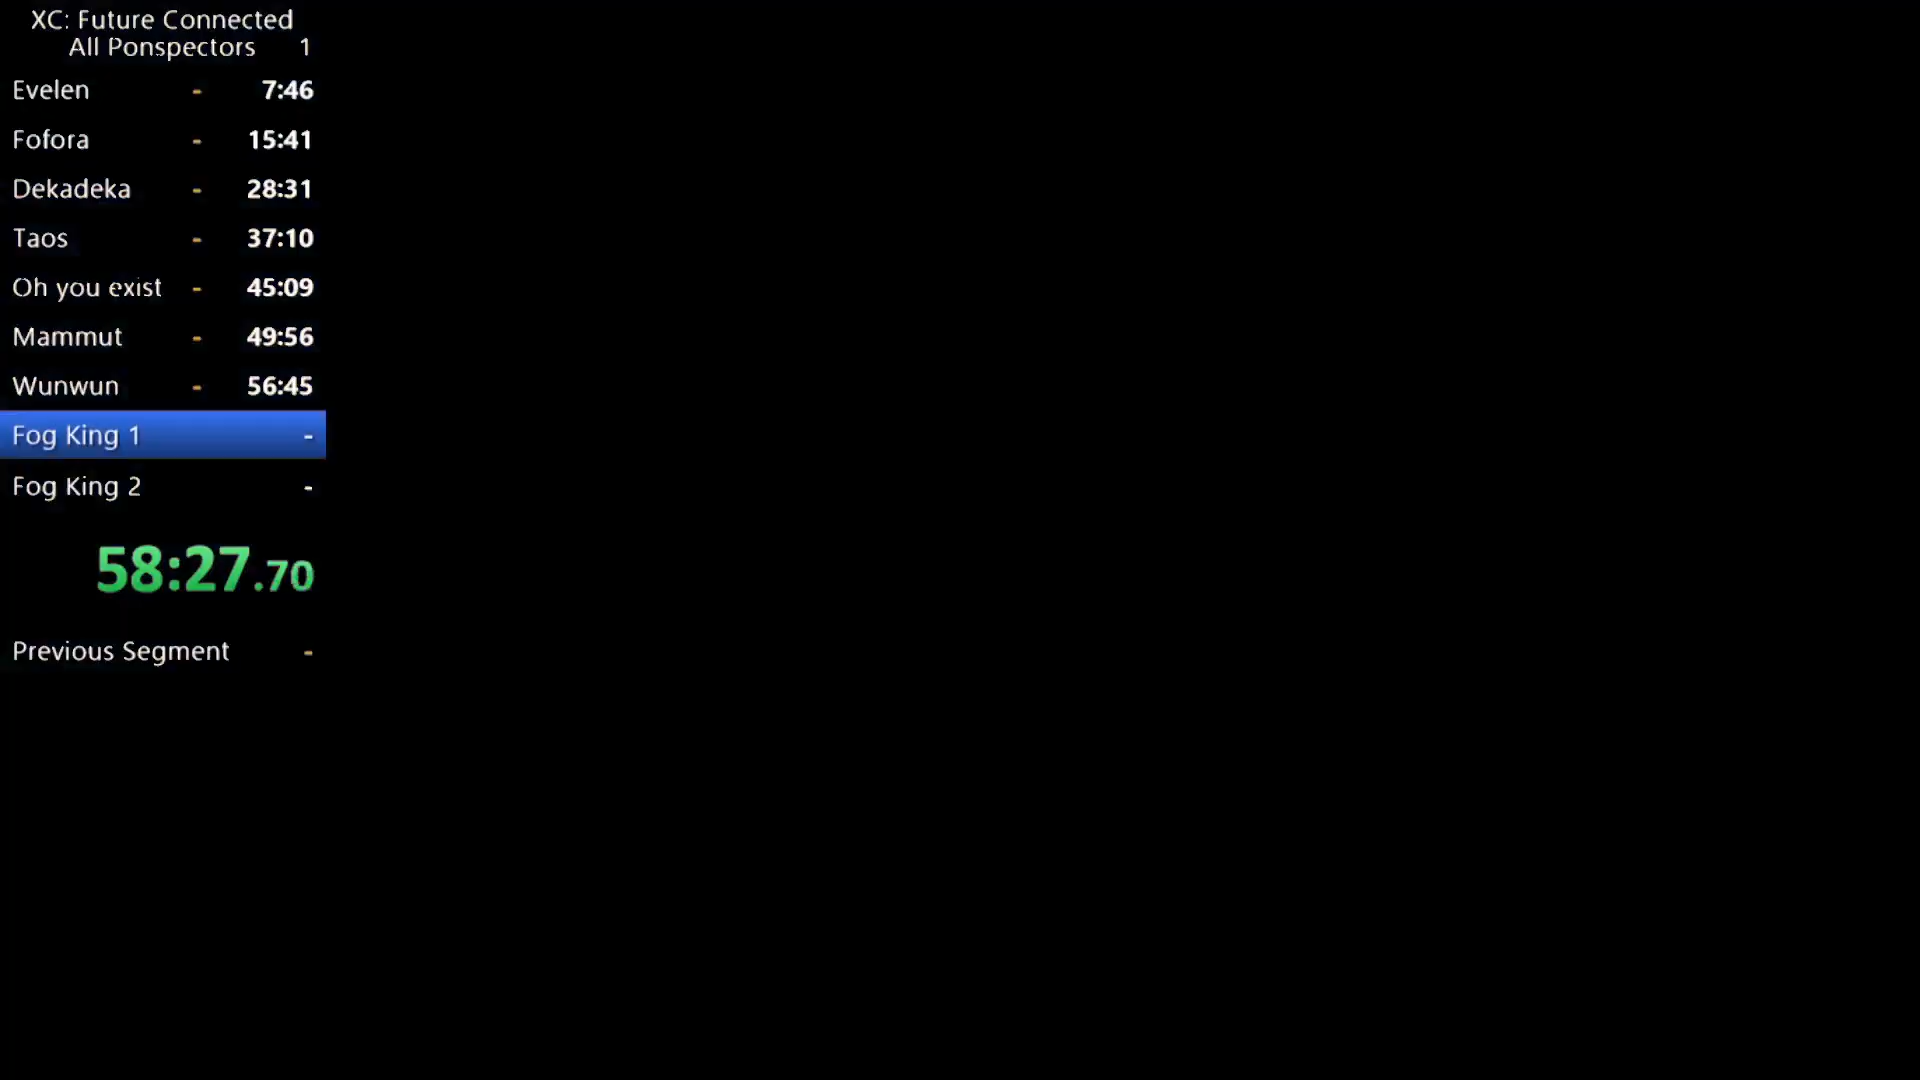 XC: Future Connected
All Ponspectors 1
Evelen - 7:46
Fofora - 15:41
Dekadeka - 28:31
Taos - 37:10
Oh you exist - 45:09
Mammut - 49:56
Wunwun - 56:45
Fog King 1 -
Fog King 2 -
58:27.70
Previous Segment -